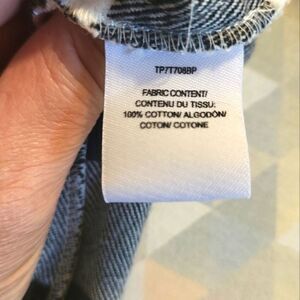 TP7T708BP
FABRIC CONTENT/
CONTENU DU TISSU:
100% COTTON/ ALGODÓN/
COTON/ COTONE